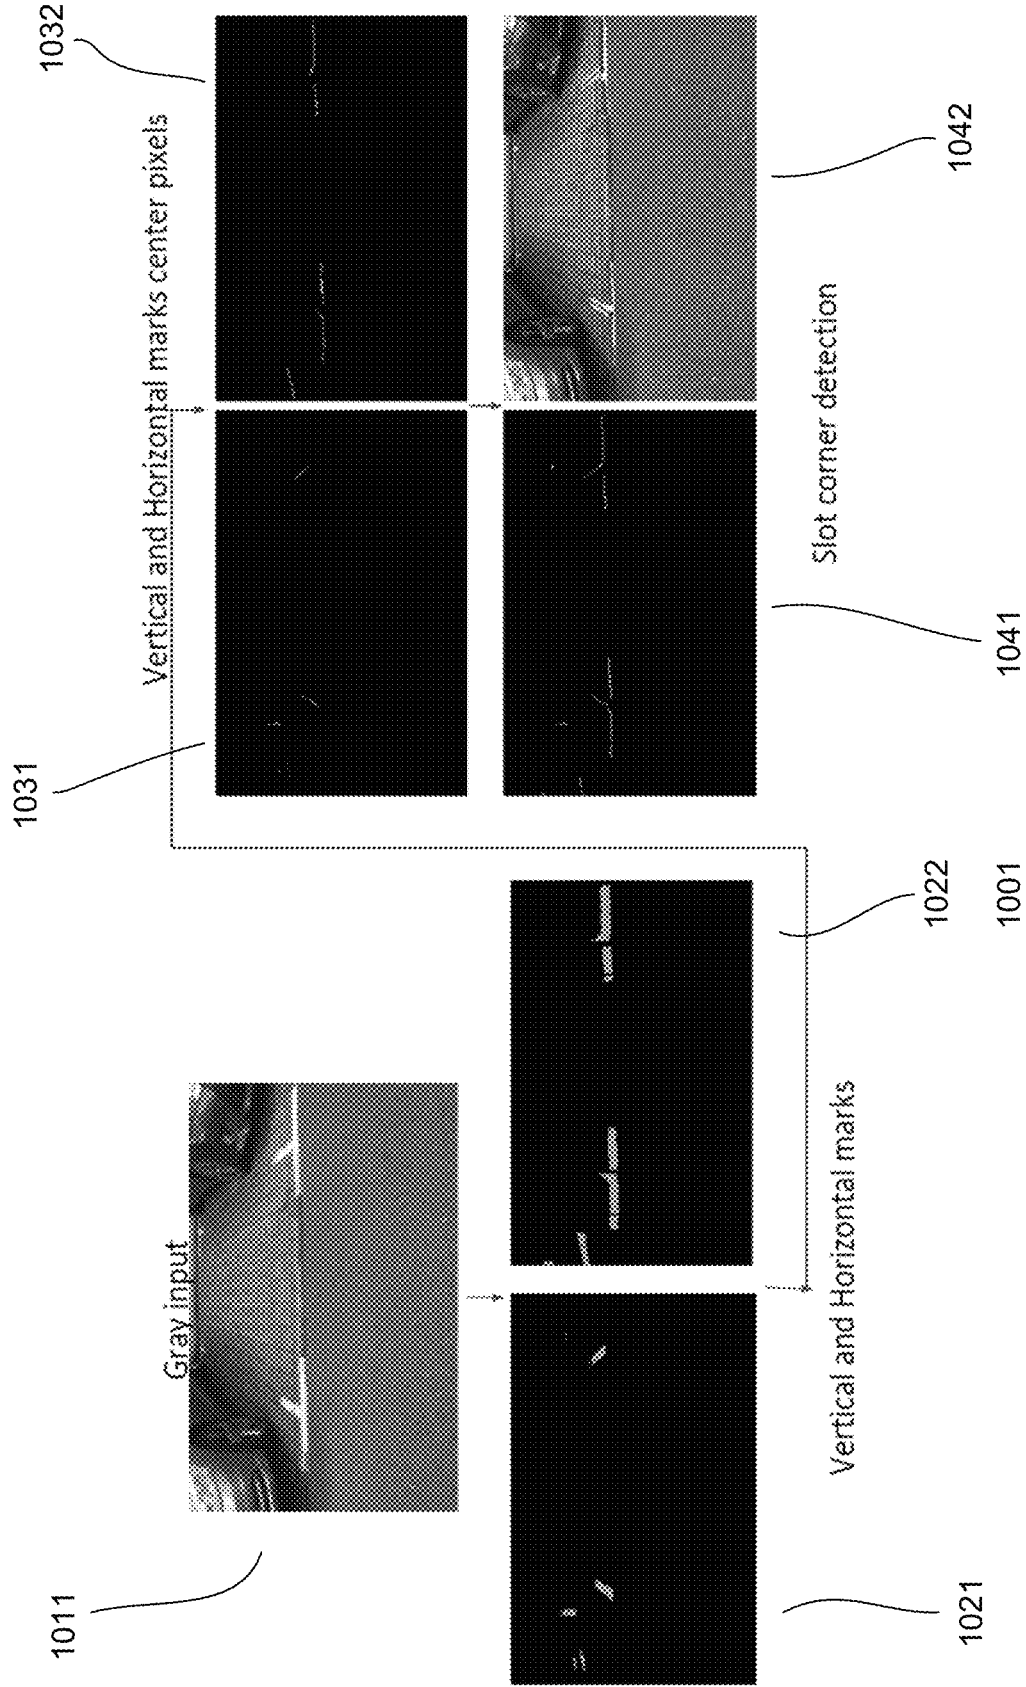 1011
1031
1032
Gray input
Vertical and Horizontal marks center pixels
Vertical and Horizontal marks
Slot corner detection
1021
1022
1041
1042
1001